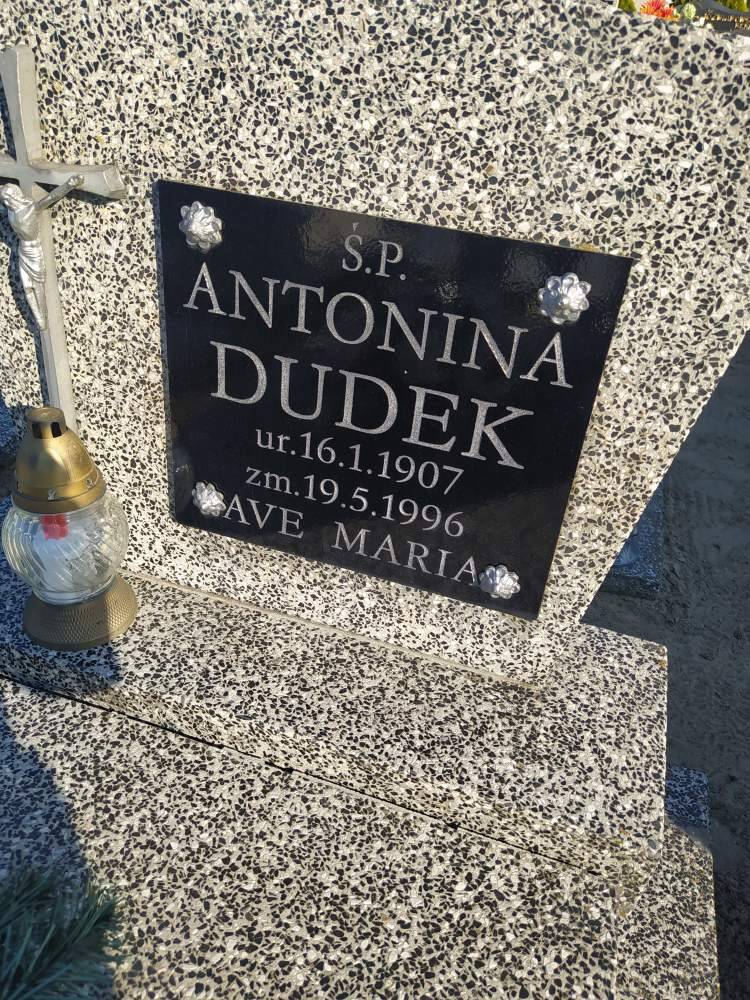 Ś.P.
ANTONINA
DUDEK
ur.16.1.1907
zm.19.5.1996
AVE MARIA